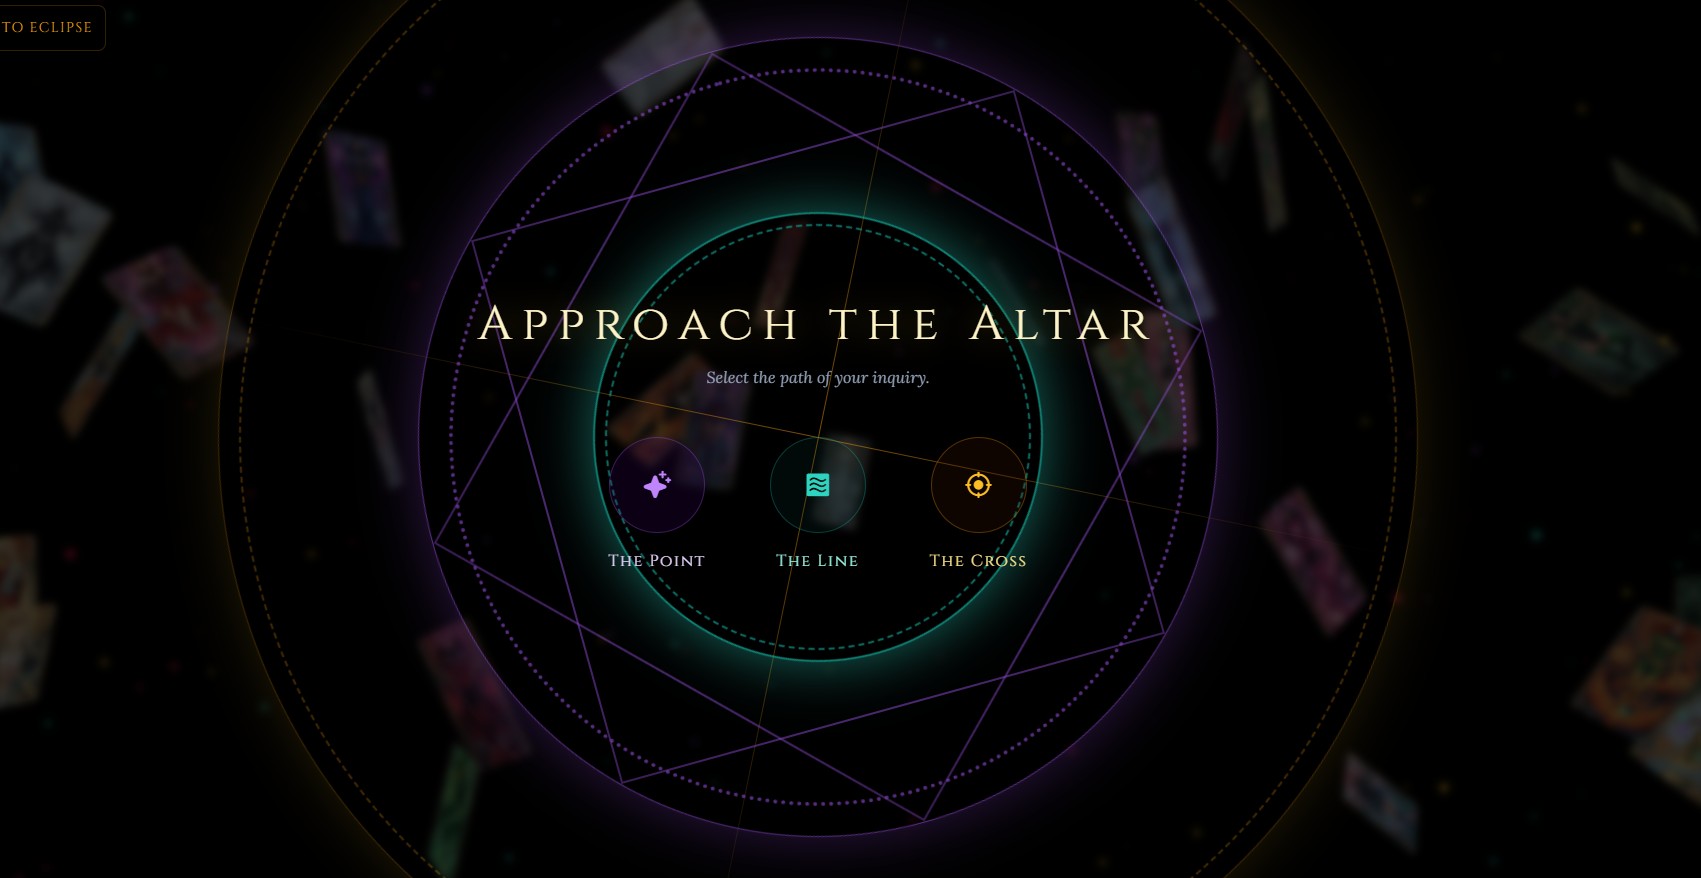 TO ECLIPSE
Approach the Altar
Select the path of your inquiry.
The Point
The Line
The Cross